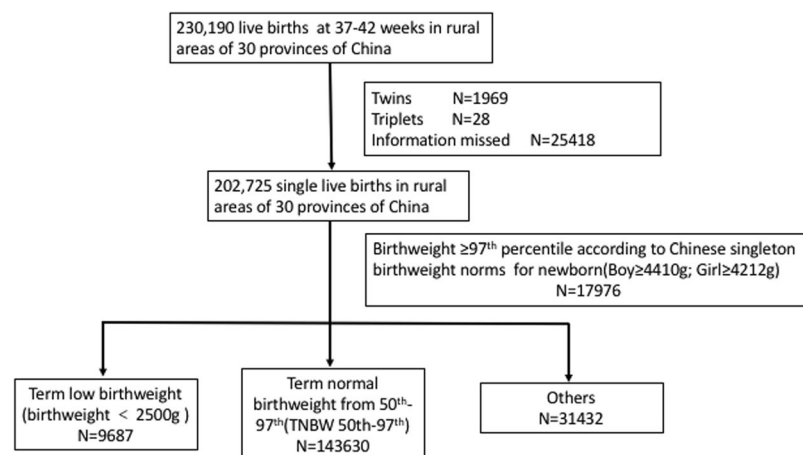 230,190 live births at 37-42 weeks in rural
areas of 30 provinces of China
Twins N=1969
Triplets N=28
Information missed N=25418
202,725 single live births in rural
areas of 30 provinces of China
Birthweight ≥97th percentile according to Chinese singleton
birthweight norms for newborn(Boy≥4410g; Girl≥4212g)
N=17976
Term low birthweight
(birthweight < 2500g )
N=9687
Term normal
birthweight from 50th-
97th(TNBW 50th-97th)
N=143630
Others
N=31432